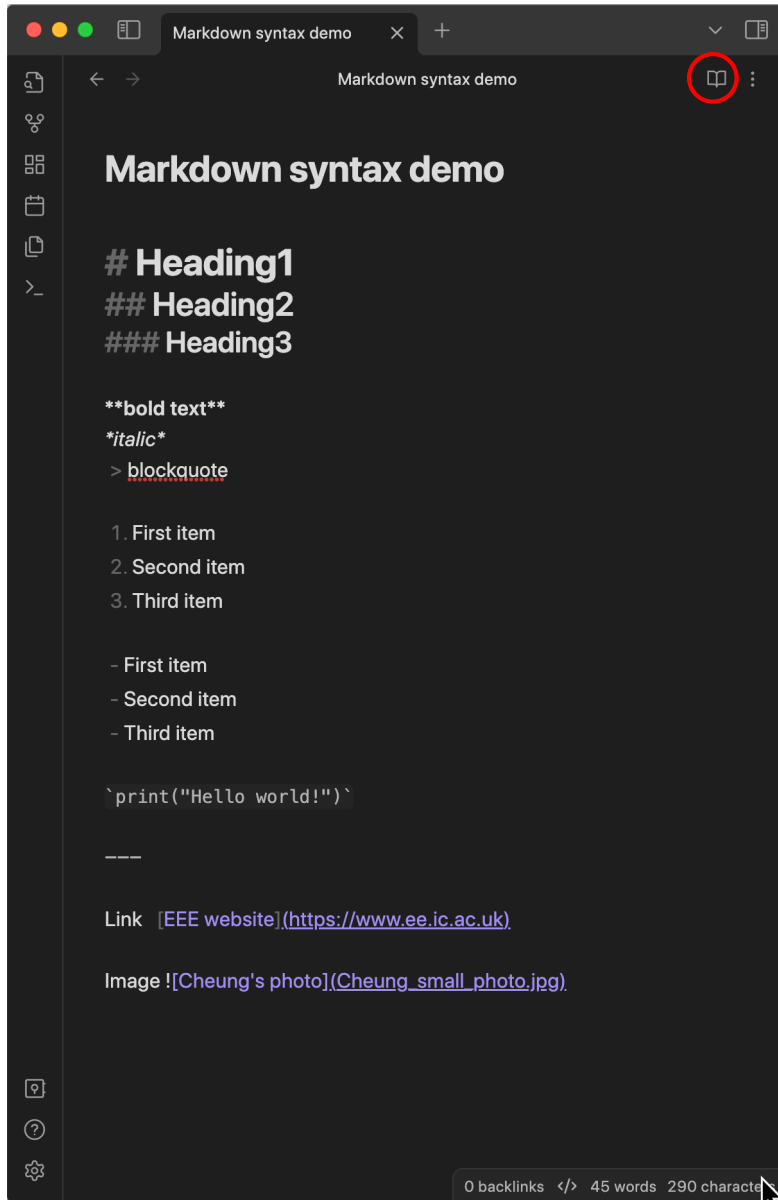 Markdown syntax demo
Markdown syntax demo
Markdown syntax demo
# Heading1
## Heading2
### Heading3
**bold text**
*italic*
> blockquote
1. First item
2. Second item
3. Third item
- First item
- Second item
- Third item
`print("Hello world!")`
---
Link [EEE website](https://www.ee.ic.ac.uk)
Image ![Cheung's photo](Cheung_small_photo.jpg)
0 backlinks </> 45 words 290 characte